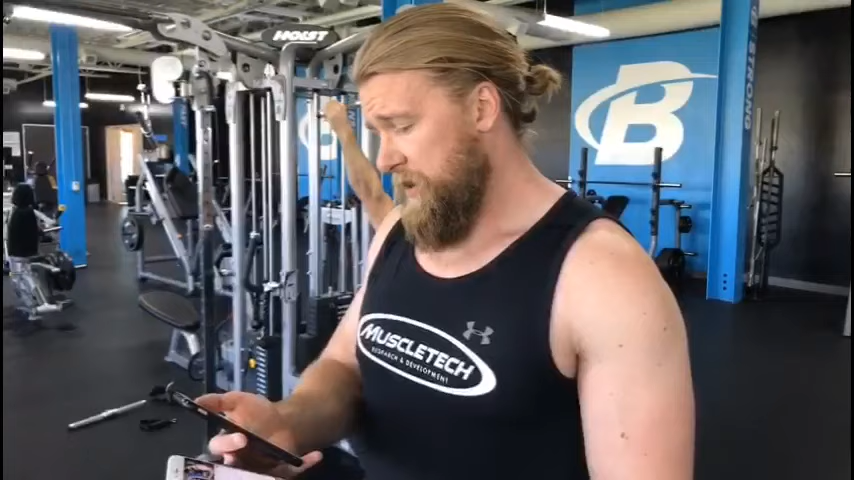 HOIST
B
STRONG
MUSCLETECH
RESEARCH & DEVELOPMENT